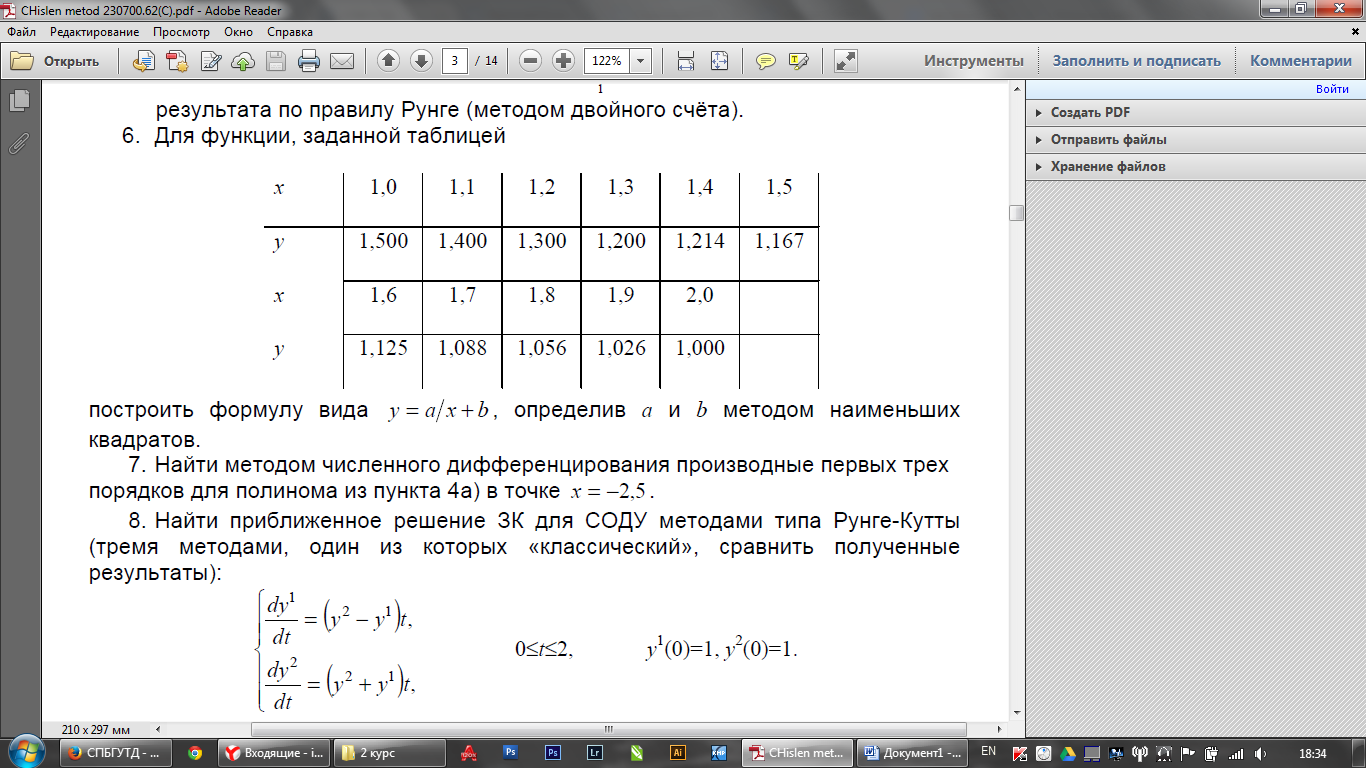 CHislen metod 230700.62(C).pdf - Adobe Reader
Файл Редактирование Просмотр Окно Справка
Открыть 3 / 14 122% Инструменты Заполнить и подписать Комментарии
Войти
Создать PDF
Отправить файлы
Хранение файлов
1
результата по правилу Рунге (методом двойного счёта).
6. Для функции, заданной таблицей
x 1,0 1,1 1,2 1,3 1,4 1,5
y 1,500 1,400 1,300 1,200 1,214 1,167
x 1,6 1,7 1,8 1,9 2,0
y 1,125 1,088 1,056 1,026 1,000
построить формулу вида y = a/x + b, определив a и b методом наименьших
квадратов.
7. Найти методом численного дифференцирования производные первых трех
порядков для полинома из пункта 4а) в точке x = −2,5.
8. Найти приближенное решение ЗК для СОДУ методами типа Рунге-Кутты
(тремя методами, один из которых «классический», сравнить полученные
результаты):
dy¹/dt = (y² − y¹)t,
dy²/dt = (y² + y¹)t,
0≤t≤2, y¹(0)=1, y²(0)=1.
210 x 297 мм
СПБГУТД - ... Входящие - i... 2 курс Ps Ps Lr Ai KMP CHislen met... Документ1 -... EN 18:34